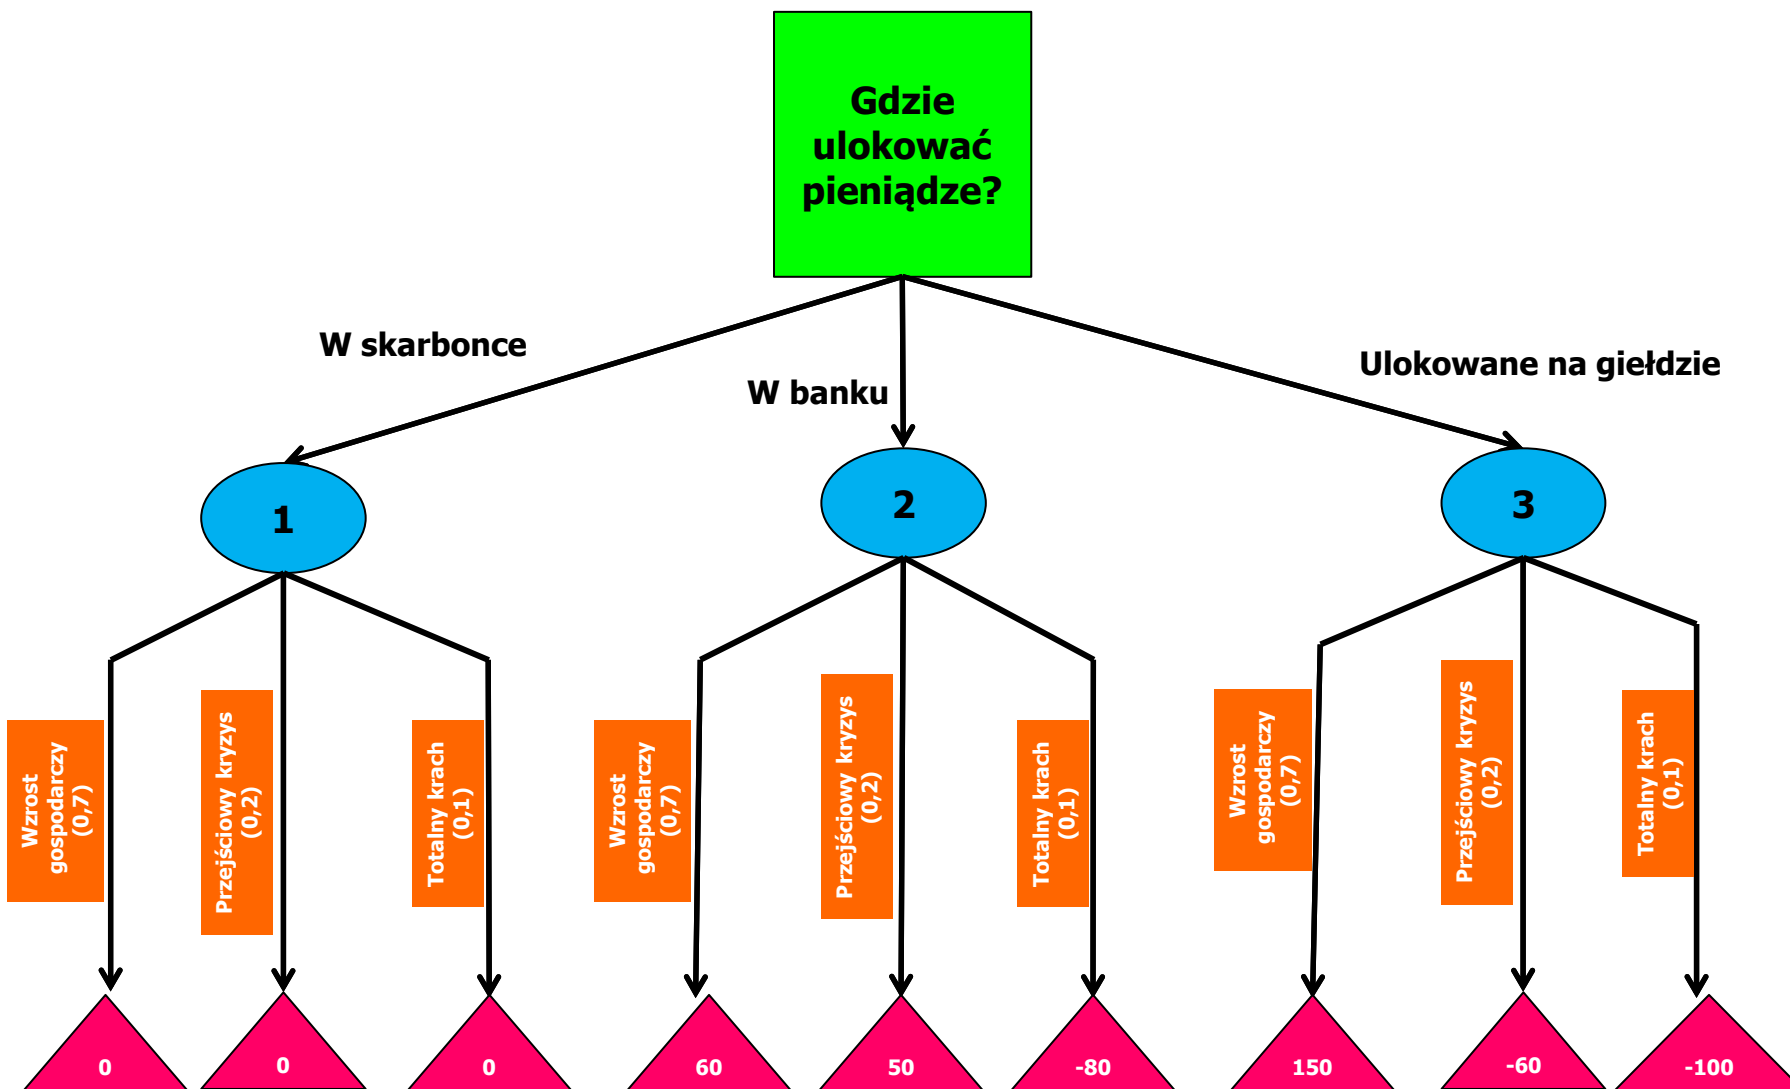 Gdzie
ulokować
pieniądze?
W skarbonce
W banku
Ulokowane na giełdzie
1
2
3
Wzrost
gospodarczy
(0,7)
Przejściowy kryzys
(0,2)
Totalny krach
(0,1)
Wzrost
gospodarczy
(0,7)
Przejściowy kryzys
(0,2)
Totalny krach
(0,1)
Wzrost
gospodarczy
(0,7)
Przejściowy kryzys
(0,2)
Totalny krach
(0,1)
0
0
0
60
50
-80
150
-60
-100